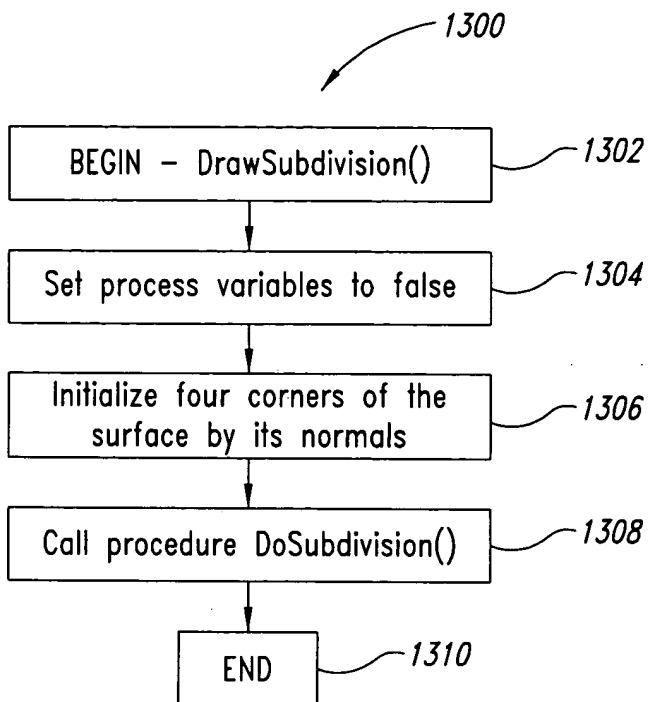 1300
BEGIN – DrawSubdivision()
1302
Set process variables to false
1304
Initialize four corners of the
surface by its normals
1306
Call procedure DoSubdivision()
1308
END
1310